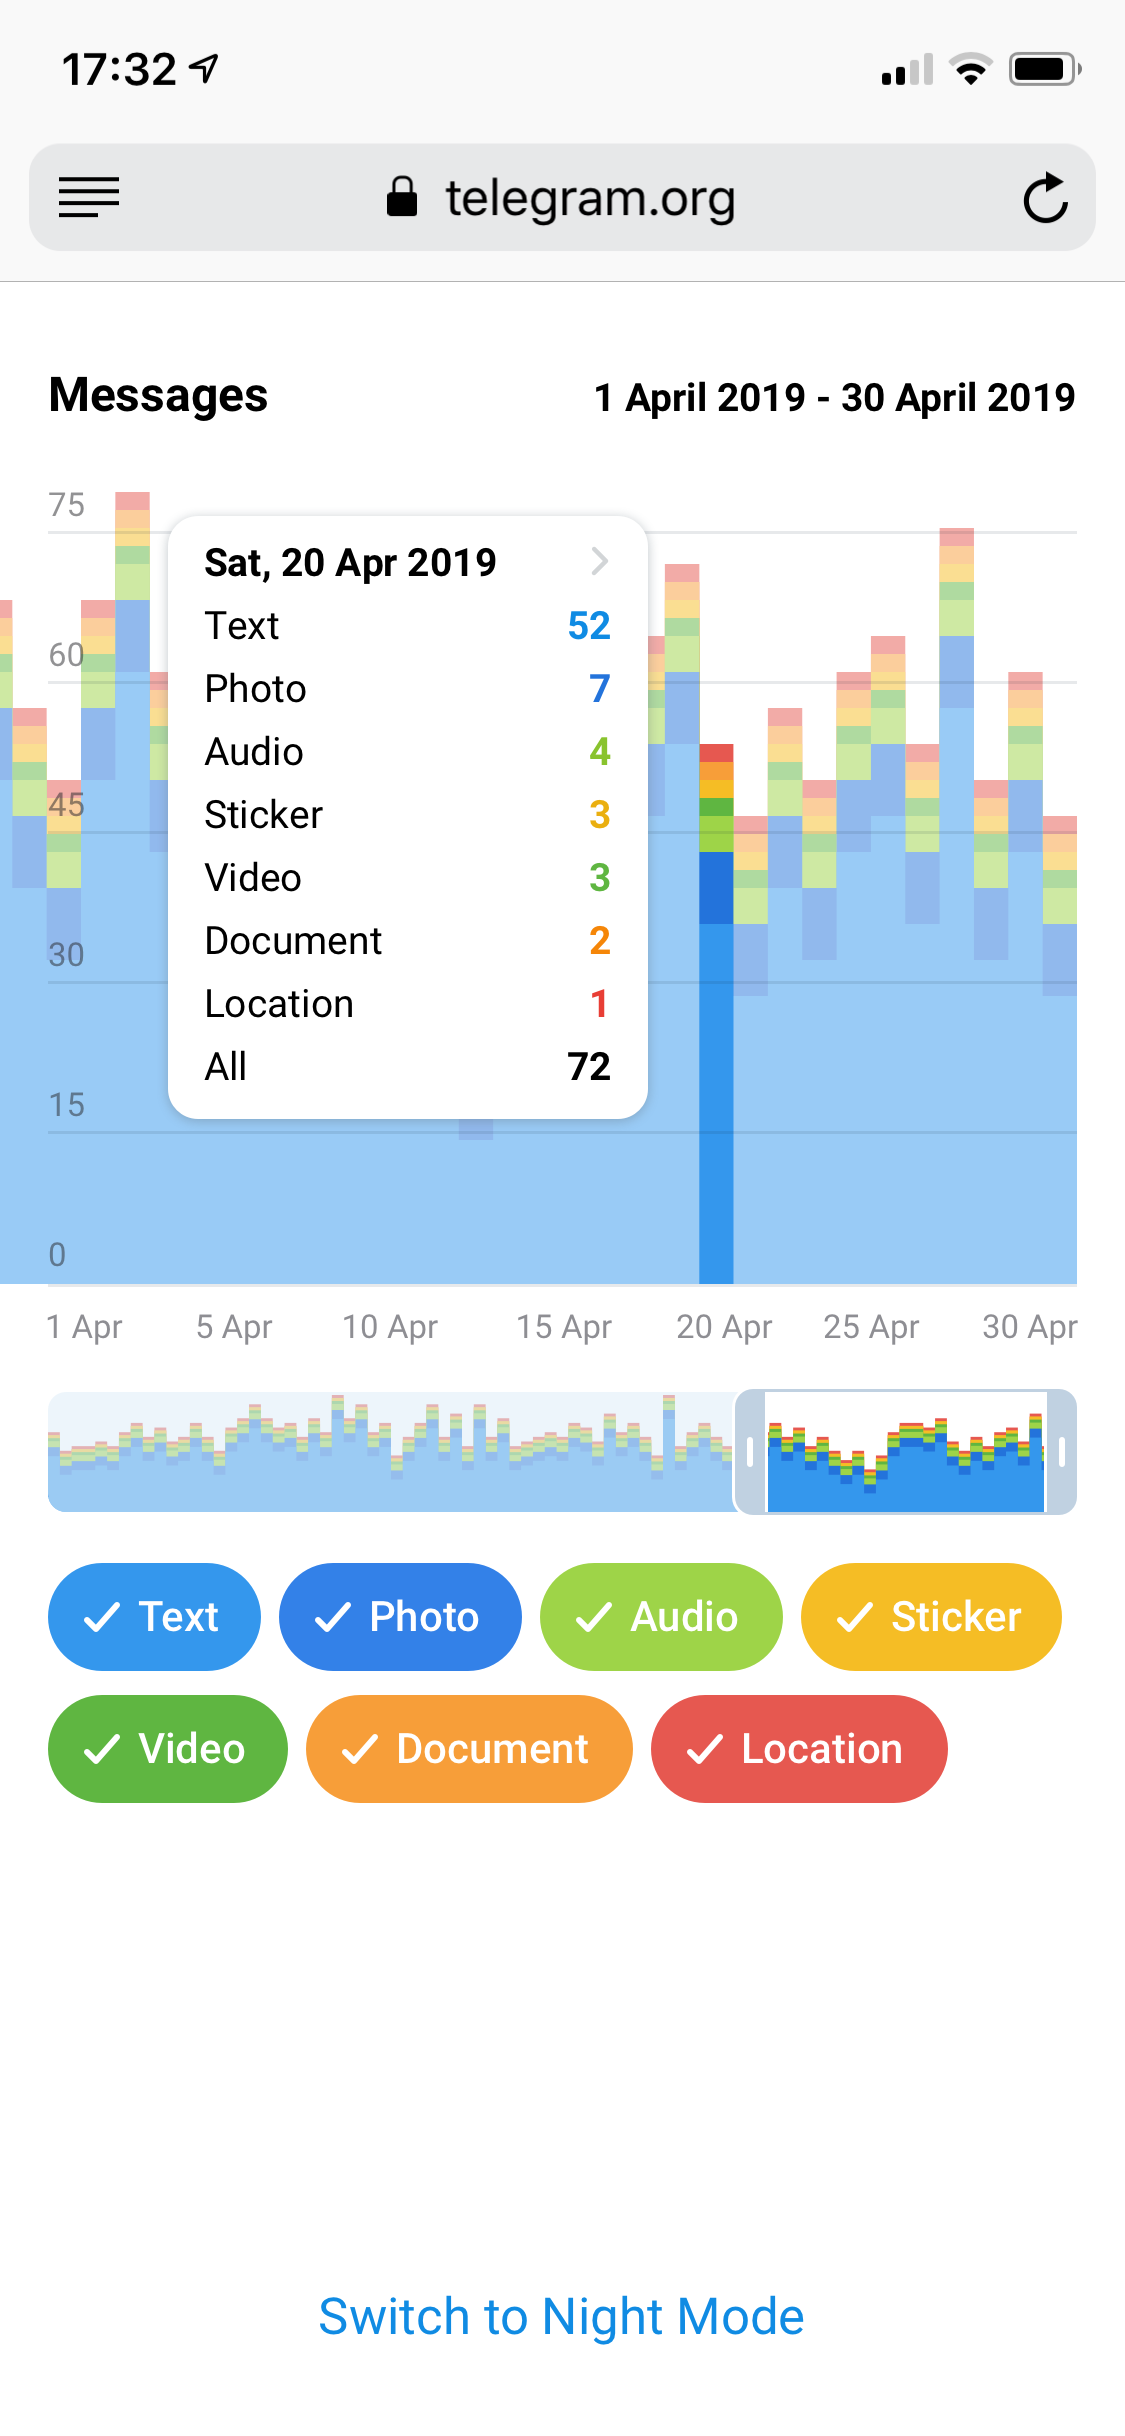 17:32
telegram.org
Messages
1 April 2019 - 30 April 2019
75
60
45
30
15
0
Sat, 20 Apr 2019
Text 52
Photo 7
Audio 4
Sticker 3
Video 3
Document 2
Location 1
All 72
1 Apr 5 Apr 10 Apr 15 Apr 20 Apr 25 Apr 30 Apr
Text Photo Audio Sticker
Video Document Location
Switch to Night Mode